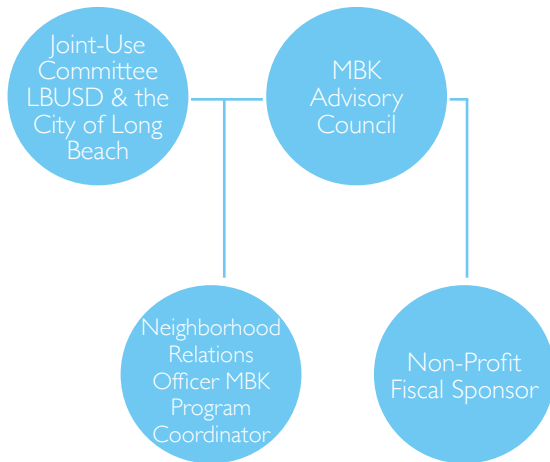 Joint-Use
Committee
LBUSD & the
City of Long
Beach
MBK
Advisory
Council
Neighborhood
Relations
Officer MBK
Program
Coordinator
Non-Profit
Fiscal Sponsor